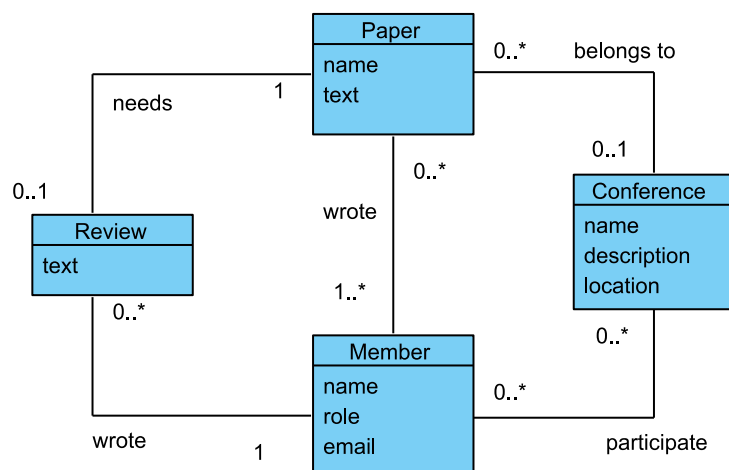 Paper
name
text
0..*
belongs to
needs
1
0..*
0..1
0..1
Conference
name
description
location
wrote
Review
text
1..*
0..*
0..*
Member
name
role
email
0..*
wrote
1
participate